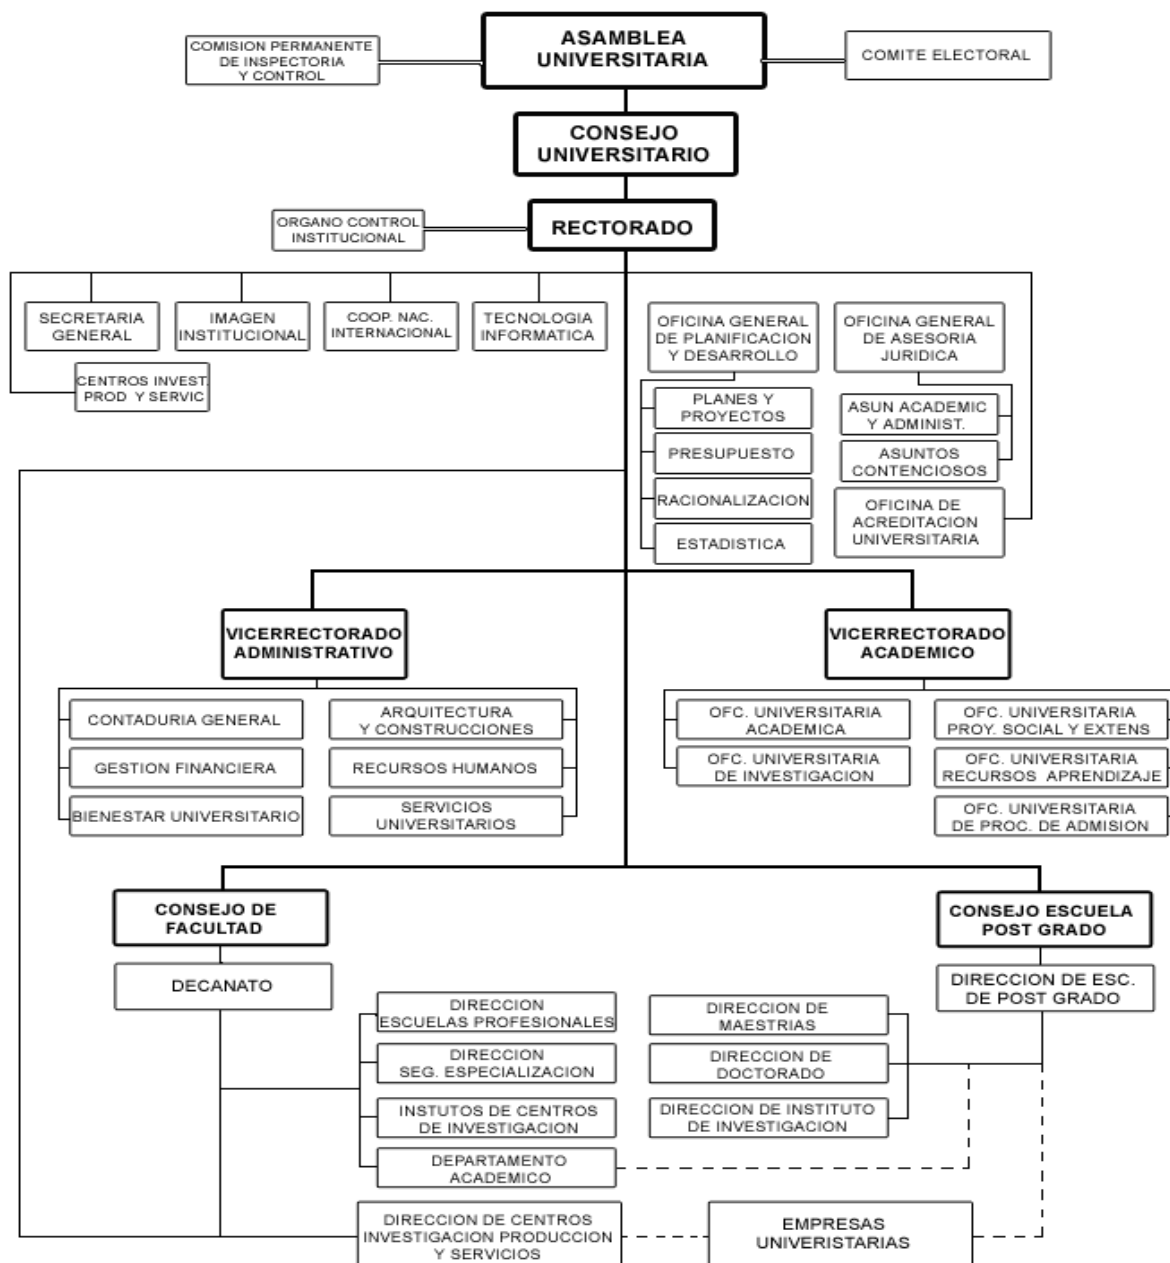 ASAMBLEA
UNIVERSITARIA
COMISION PERMANENTE
DE INSPECTORIA
Y CONTROL
COMITE ELECTORAL
CONSEJO
UNIVERSITARIO
ORGANO CONTROL
INSTITUCIONAL
RECTORADO
SECRETARIA
GENERAL
IMAGEN
INSTITUCIONAL
COOP. NAC.
INTERNACIONAL
TECNOLOGIA
INFORMATICA
OFICINA GENERAL
DE PLANIFICACION
Y DESARROLLO
OFICINA GENERAL
DE ASESORIA
JURIDICA
CENTROS INVEST.
PROD Y SERVIC
PLANES Y
PROYECTOS
ASUN ACADEMIC
Y ADMINIST.
PRESUPUESTO
ASUNTOS
CONTENCIOSOS
RACIONALIZACION
OFICINA DE
ACREDITACION
UNIVERSITARIA
ESTADISTICA
VICERRECTORADO
ADMINISTRATIVO
VICERRECTORADO
ACADEMICO
CONTADURIA GENERAL
ARQUITECTURA
Y CONSTRUCCIONES
OFC. UNIVERSITARIA
ACADEMICA
OFC. UNIVERSITARIA
PROY. SOCIAL Y EXTENS
GESTION FINANCIERA
RECURSOS HUMANOS
OFC. UNIVERSITARIA
DE INVESTIGACION
OFC. UNIVERSITARIA
RECURSOS APRENDIZAJE
BIENESTAR UNIVERSITARIO
SERVICIOS
UNIVERSITARIOS
OFC. UNIVERSITARIA
DE PROC. DE ADMISION
CONSEJO DE
FACULTAD
CONSEJO ESCUELA
POST GRADO
DECANATO
DIRECCION DE ESC.
DE POST GRADO
DIRECCION
ESCUELAS PROFESIONALES
DIRECCION DE
MAESTRIAS
DIRECCION
SEG. ESPECIALIZACION
DIRECCION DE
DOCTORADO
INSTUTOS DE CENTROS
DE INVESTIGACION
DIRECCION DE INSTITUTO
DE INVESTIGACION
DEPARTAMENTO
ACADEMICO
DIRECCION DE CENTROS
INVESTIGACION PRODUCCION
Y SERVICIOS
EMPRESAS
UNIVERISTARIAS